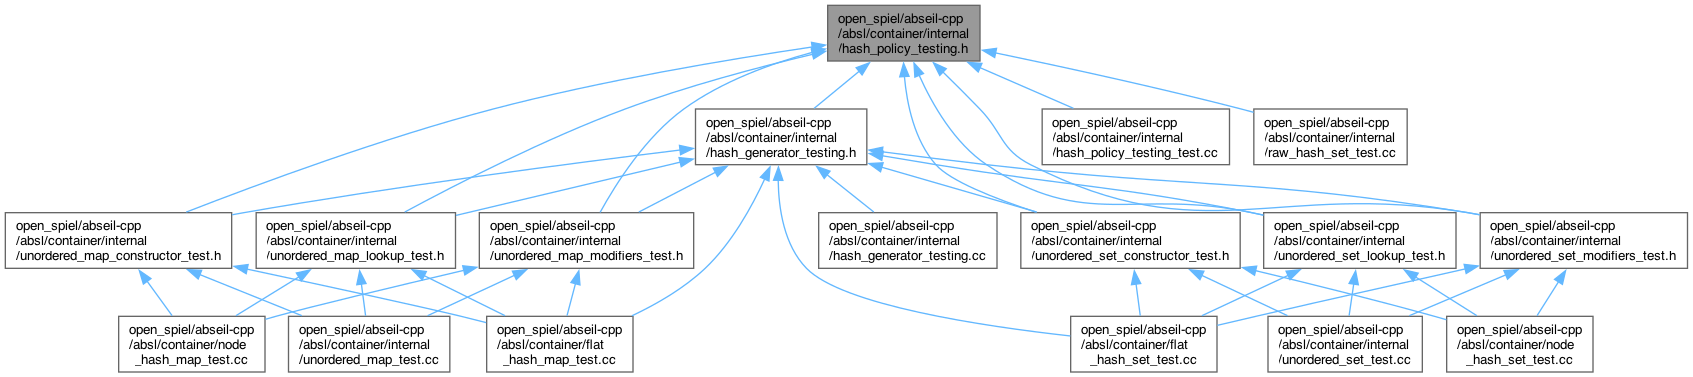 open_spiel/abseil-cpp
/absl/container/internal
/hash_policy_testing.h
open_spiel/abseil-cpp
/absl/container/internal
/hash_generator_testing.h
open_spiel/abseil-cpp
/absl/container/internal
/hash_policy_testing_test.cc
open_spiel/abseil-cpp
/absl/container/internal
/raw_hash_set_test.cc
open_spiel/abseil-cpp
/absl/container/internal
/unordered_map_constructor_test.h
open_spiel/abseil-cpp
/absl/container/internal
/unordered_map_lookup_test.h
open_spiel/abseil-cpp
/absl/container/internal
/unordered_map_modifiers_test.h
open_spiel/abseil-cpp
/absl/container/internal
/hash_generator_testing.cc
open_spiel/abseil-cpp
/absl/container/internal
/unordered_set_constructor_test.h
open_spiel/abseil-cpp
/absl/container/internal
/unordered_set_lookup_test.h
open_spiel/abseil-cpp
/absl/container/internal
/unordered_set_modifiers_test.h
open_spiel/abseil-cpp
/absl/container/node
_hash_map_test.cc
open_spiel/abseil-cpp
/absl/container/internal
/unordered_map_test.cc
open_spiel/abseil-cpp
/absl/container/flat
_hash_map_test.cc
open_spiel/abseil-cpp
/absl/container/flat
_hash_set_test.cc
open_spiel/abseil-cpp
/absl/container/internal
/unordered_set_test.cc
open_spiel/abseil-cpp
/absl/container/node
_hash_set_test.cc